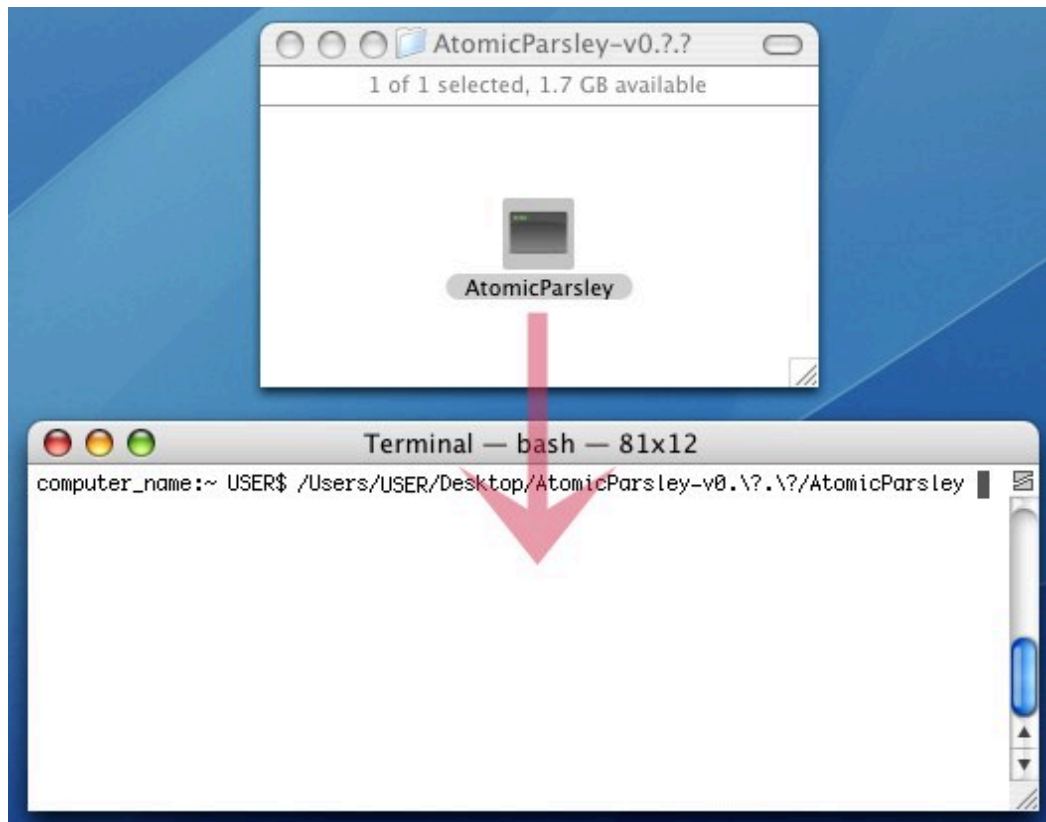 AtomicParsley-v0.?.?
1 of 1 selected, 1.7 GB available
AtomicParsley
Terminal — bash — 81x12
computer_name:~ USER$ /Users/USER/Desktop/AtomicParsley-v0.\?.\?/AtomicParsley